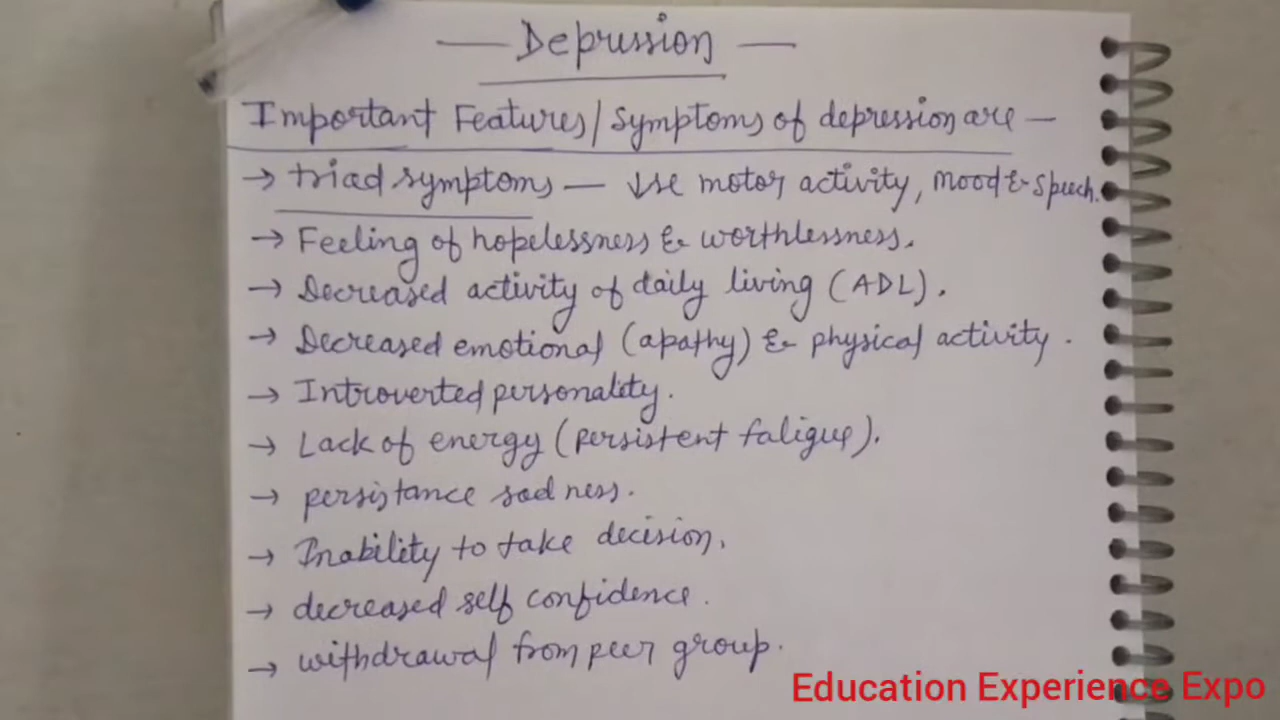 — Depression —
Important Features/Symptoms of depression are —
→ triad symptoms — ↓se motor activity, mood & speech.
→ Feeling of hopelessness & worthlessness.
→ Decreased activity of daily living (ADL).
→ Decreased emotional (apathy) & physical activity.
→ Introverted personality.
→ Lack of energy (persistent fatigue).
→ persistance sadness.
→ Inability to take decision.
→ decreased self confidence.
→ withdrawal from peer group.
Education Experience Expo